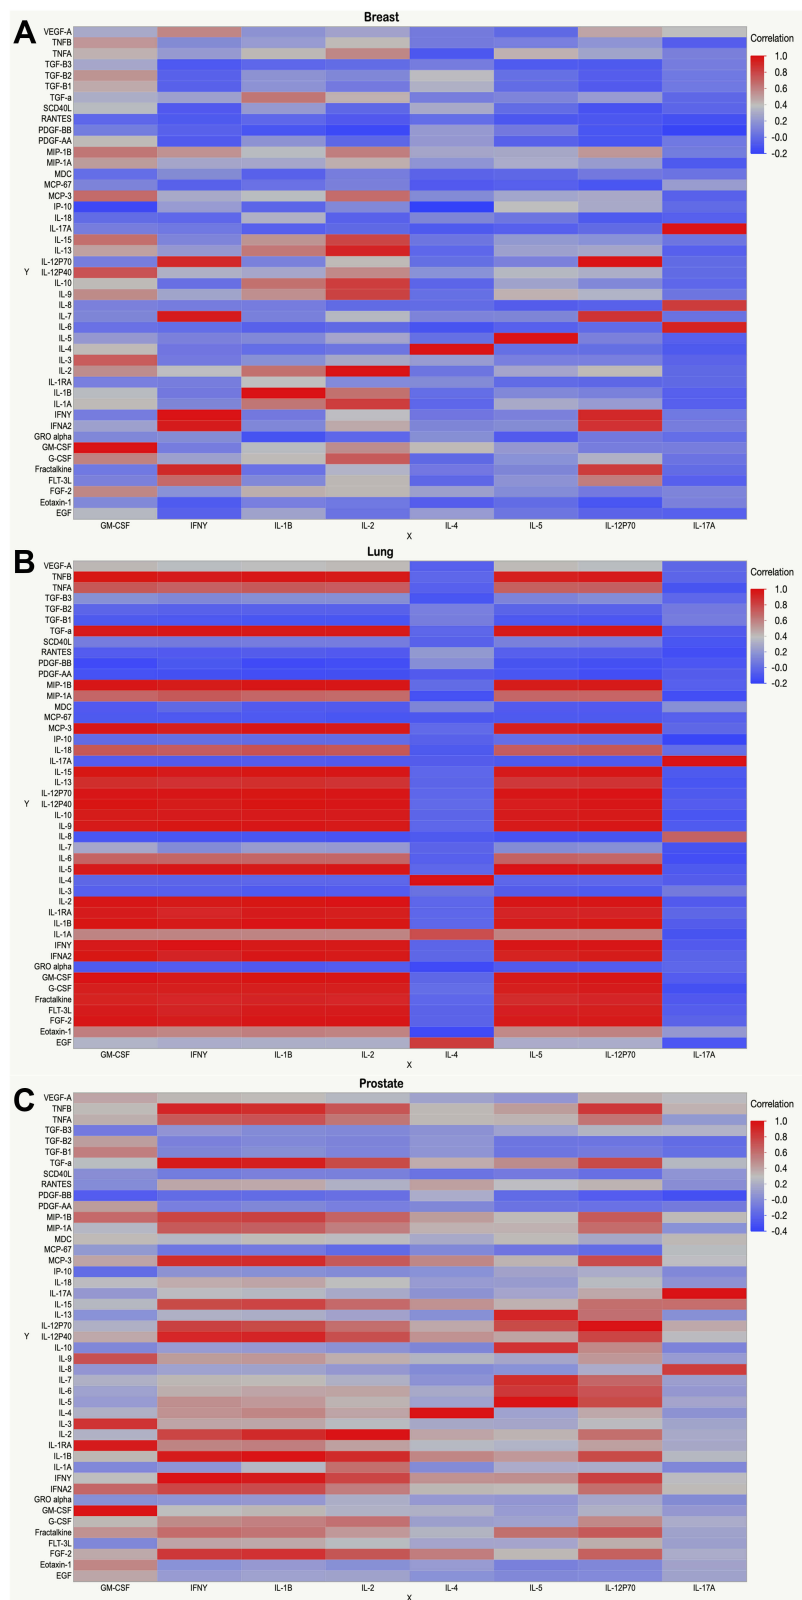 A
Breast
VEGF-A
TNFB
TNFA
TGF-B3
TGF-B2
TGF-B1
TGF-a
SCD40L
RANTES
PDGF-BB
PDGF-AA
MIP-1B
MIP-1A
MDC
MCP-67
MCP-3
IP-10
IL-18
IL-17A
IL-15
IL-13
IL-12P70
Y IL-12P40
IL-10
IL-9
IL-8
IL-7
IL-6
IL-5
IL-4
IL-3
IL-2
IL-1RA
IL-1B
IL-1A
IFNY
IFNA2
GRO alpha
GM-CSF
G-CSF
Fractalkine
FLT-3L
FGF-2
Eotaxin-1
EGF
GM-CSF IFNY IL-1B IL-2 IL-4 IL-5 IL-12P70 IL-17A
X
Correlation
1.0
0.8
0.6
0.4
0.2
0.0
-0.2
B
Lung
VEGF-A
TNFB
TNFA
TGF-B3
TGF-B2
TGF-B1
TGF-a
SCD40L
RANTES
PDGF-BB
PDGF-AA
MIP-1B
MIP-1A
MDC
MCP-67
MCP-3
IP-10
IL-18
IL-17A
IL-15
IL-13
IL-12P70
Y IL-12P40
IL-10
IL-9
IL-8
IL-7
IL-6
IL-5
IL-4
IL-3
IL-2
IL-1RA
IL-1B
IL-1A
IFNY
IFNA2
GRO alpha
GM-CSF
G-CSF
Fractalkine
FLT-3L
FGF-2
Eotaxin-1
EGF
GM-CSF IFNY IL-1B IL-2 IL-4 IL-5 IL-12P70 IL-17A
X
Correlation
1.0
0.8
0.6
0.4
0.2
0.0
-0.2
C
Prostate
VEGF-A
TNFB
TNFA
TGF-B3
TGF-B2
TGF-B1
TGF-a
SCD40L
RANTES
PDGF-BB
PDGF-AA
MIP-1B
MIP-1A
MDC
MCP-67
MCP-3
IP-10
IL-18
IL-17A
IL-15
IL-13
IL-12P70
Y IL-12P40
IL-10
IL-9
IL-8
IL-7
IL-6
IL-5
IL-4
IL-3
IL-2
IL-1RA
IL-1B
IL-1A
IFNY
IFNA2
GRO alpha
GM-CSF
G-CSF
Fractalkine
FLT-3L
FGF-2
Eotaxin-1
EGF
GM-CSF IFNY IL-1B IL-2 IL-4 IL-5 IL-12P70 IL-17A
X
Correlation
1.0
0.8
0.6
0.4
0.2
0.0
-0.2
-0.4